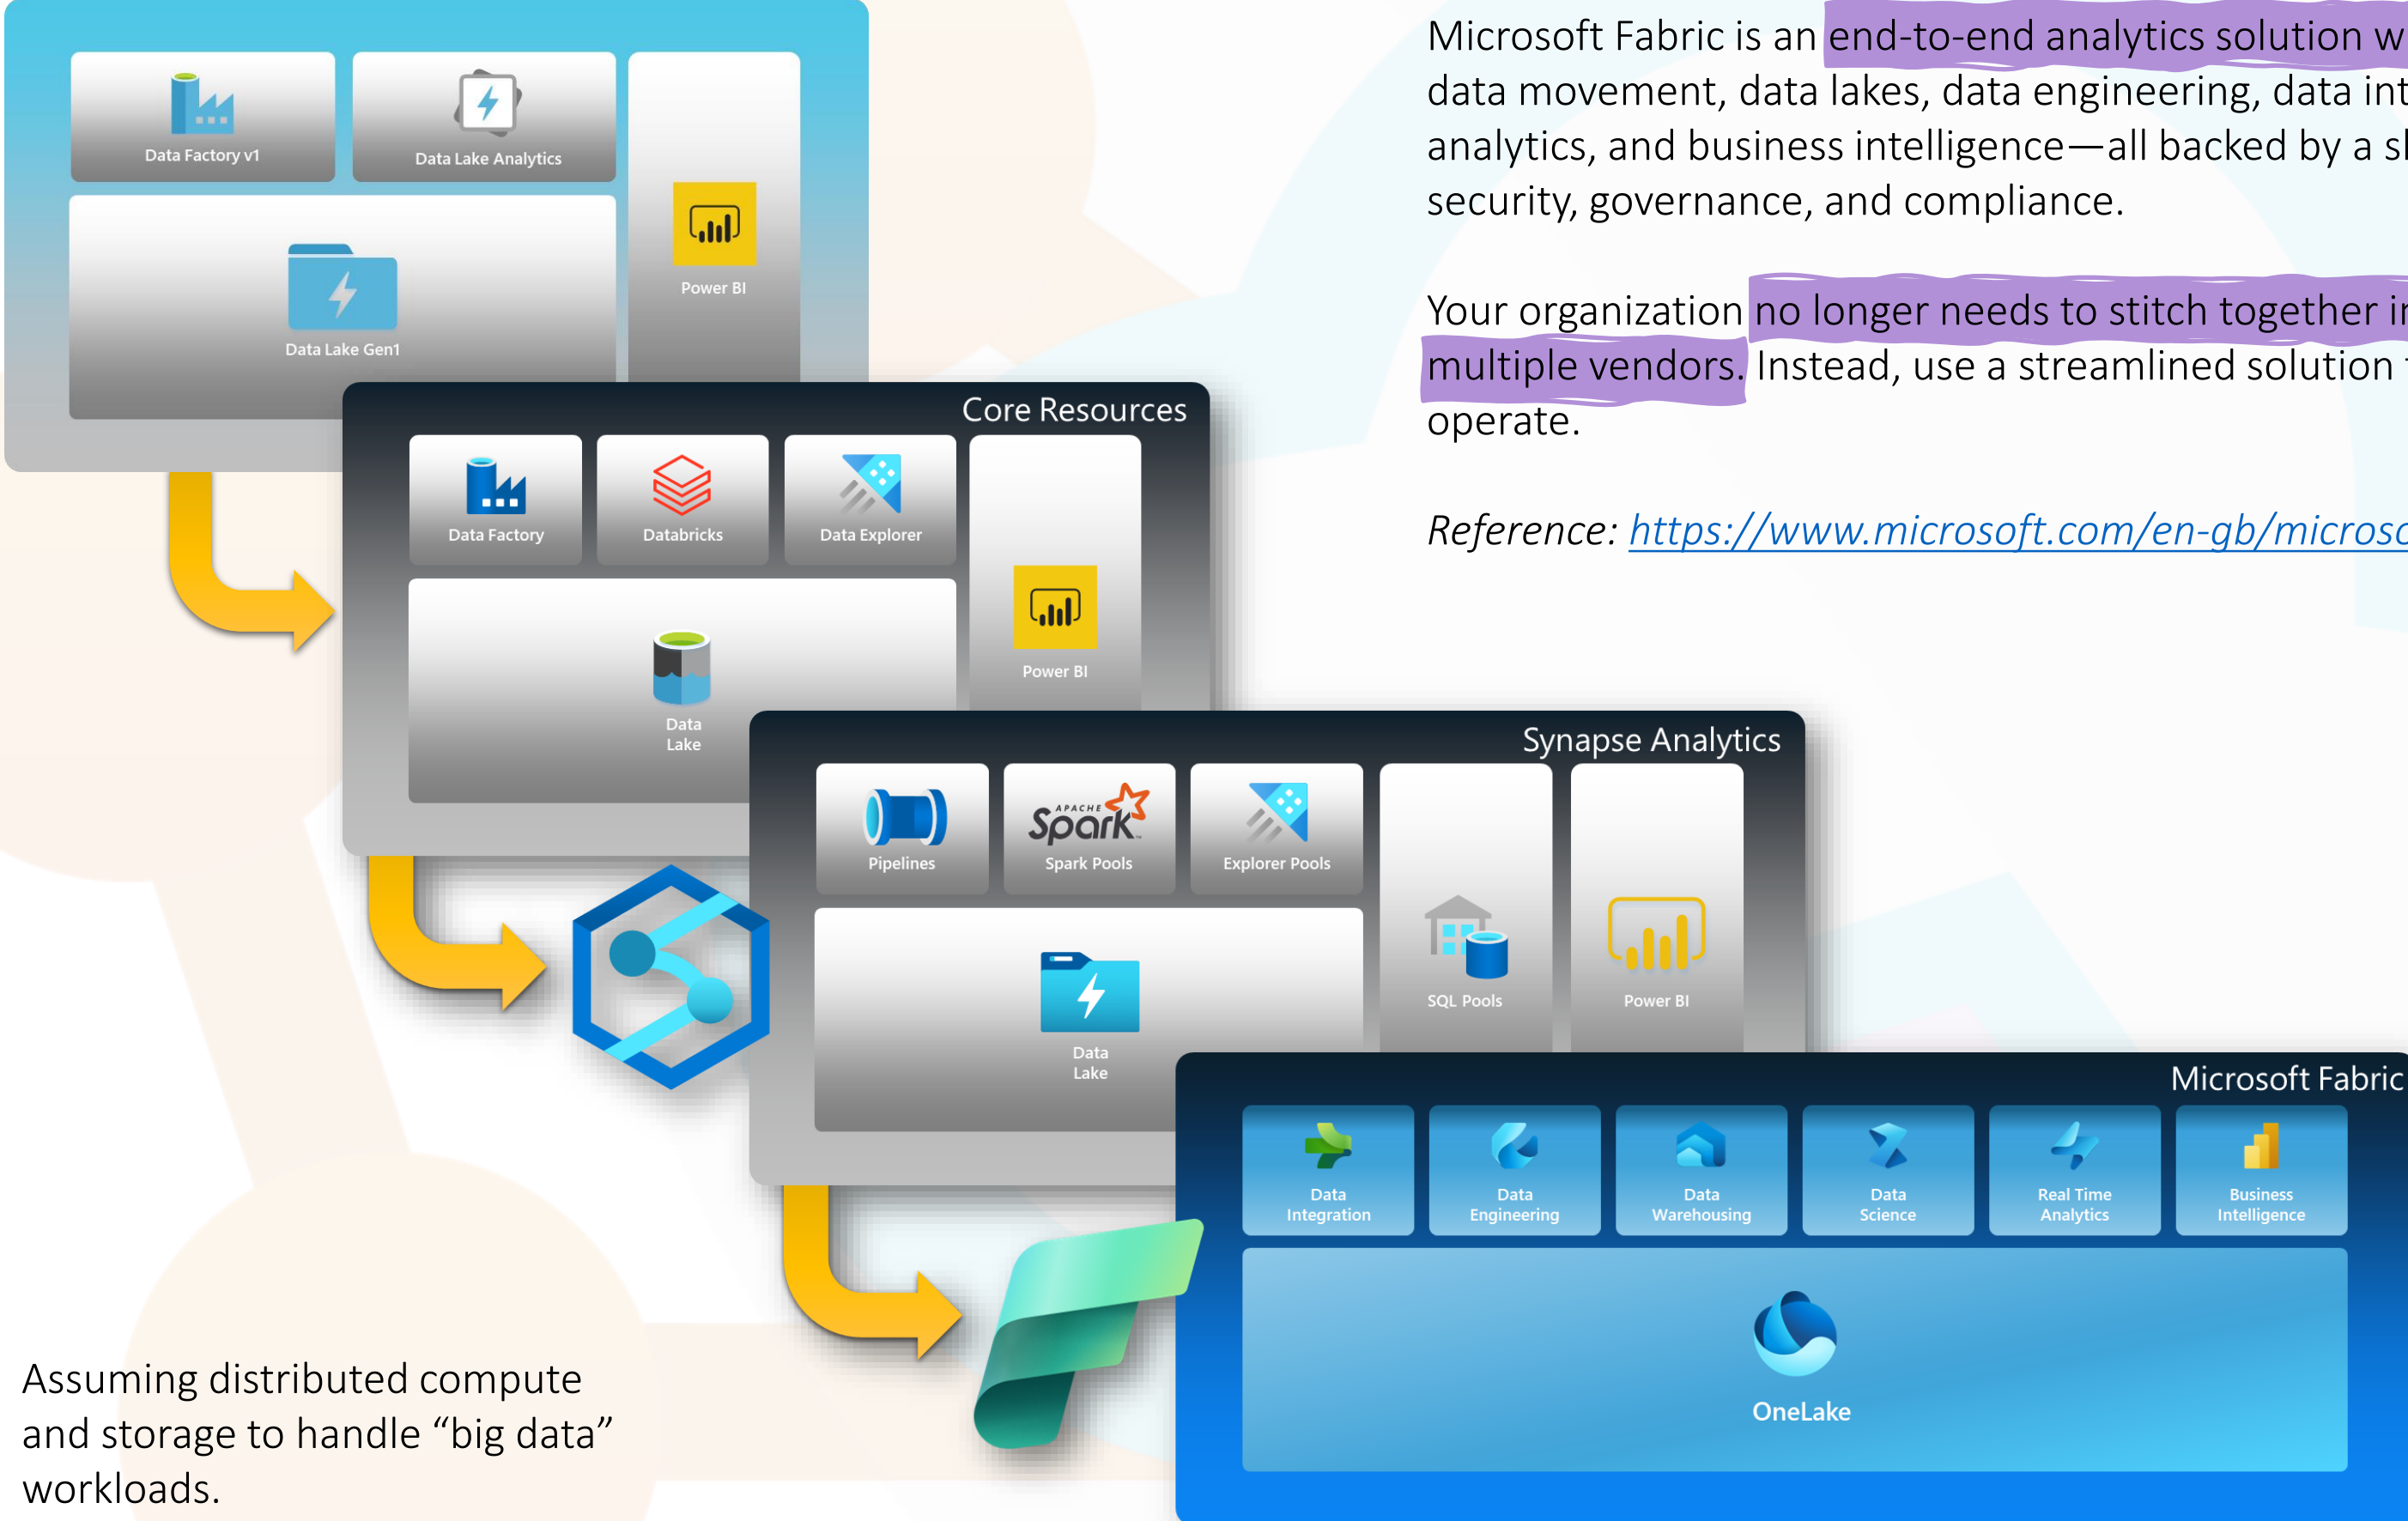 Data Factory v1
Data Lake Analytics
Power BI
Data Lake Gen1
Microsoft Fabric is an end-to-end analytics solution
data movement, data lakes, data engineering, data
analytics, and business intelligence—all backed by a
security, governance, and compliance.
Your organization no longer needs to stitch together
multiple vendors. Instead, use a streamlined solution
operate.
Reference: https://www.microsoft.com/en-gb/micros
Core Resources
Data Factory
Databricks
Data Explorer
Power BI
Data
Lake
Synapse Analytics
Pipelines
APACHE
Spark
Spark Pools
Explorer Pools
SQL Pools
Power BI
Data
Lake
Microsoft Fabric
Data
Integration
Data
Engineering
Data
Warehousing
Data
Science
Real Time
Analytics
Business
Intelligence
OneLake
Assuming distributed compute
and storage to handle “big data”
workloads.